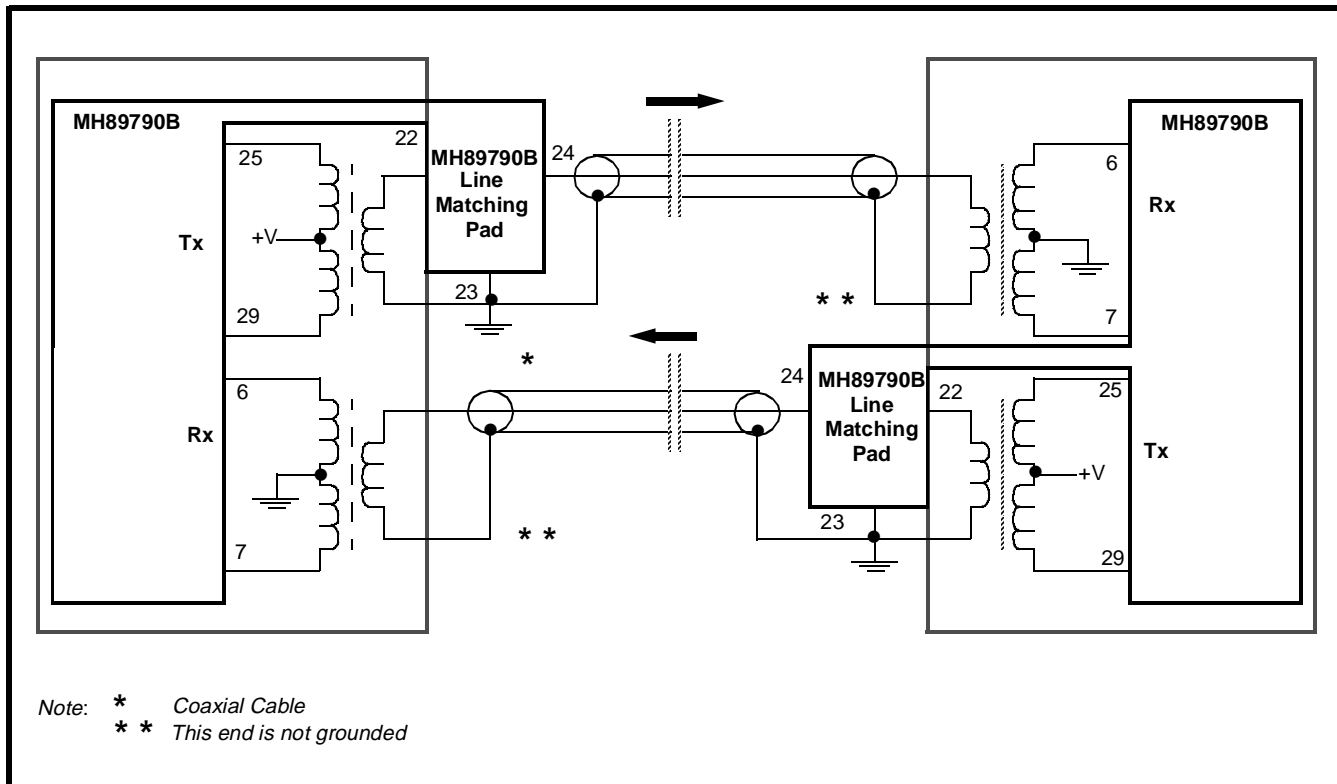 MH89790B
MH89790B
25
22
MH89790B
Line
Matching
Pad
24
6
Tx
+V
Rx
29
23
* *
7
*
6
24
MH89790B
Line
Matching
Pad
22
25
Rx
Tx
+V
7
* *
23
29
Note: * Coaxial Cable
* * This end is not grounded